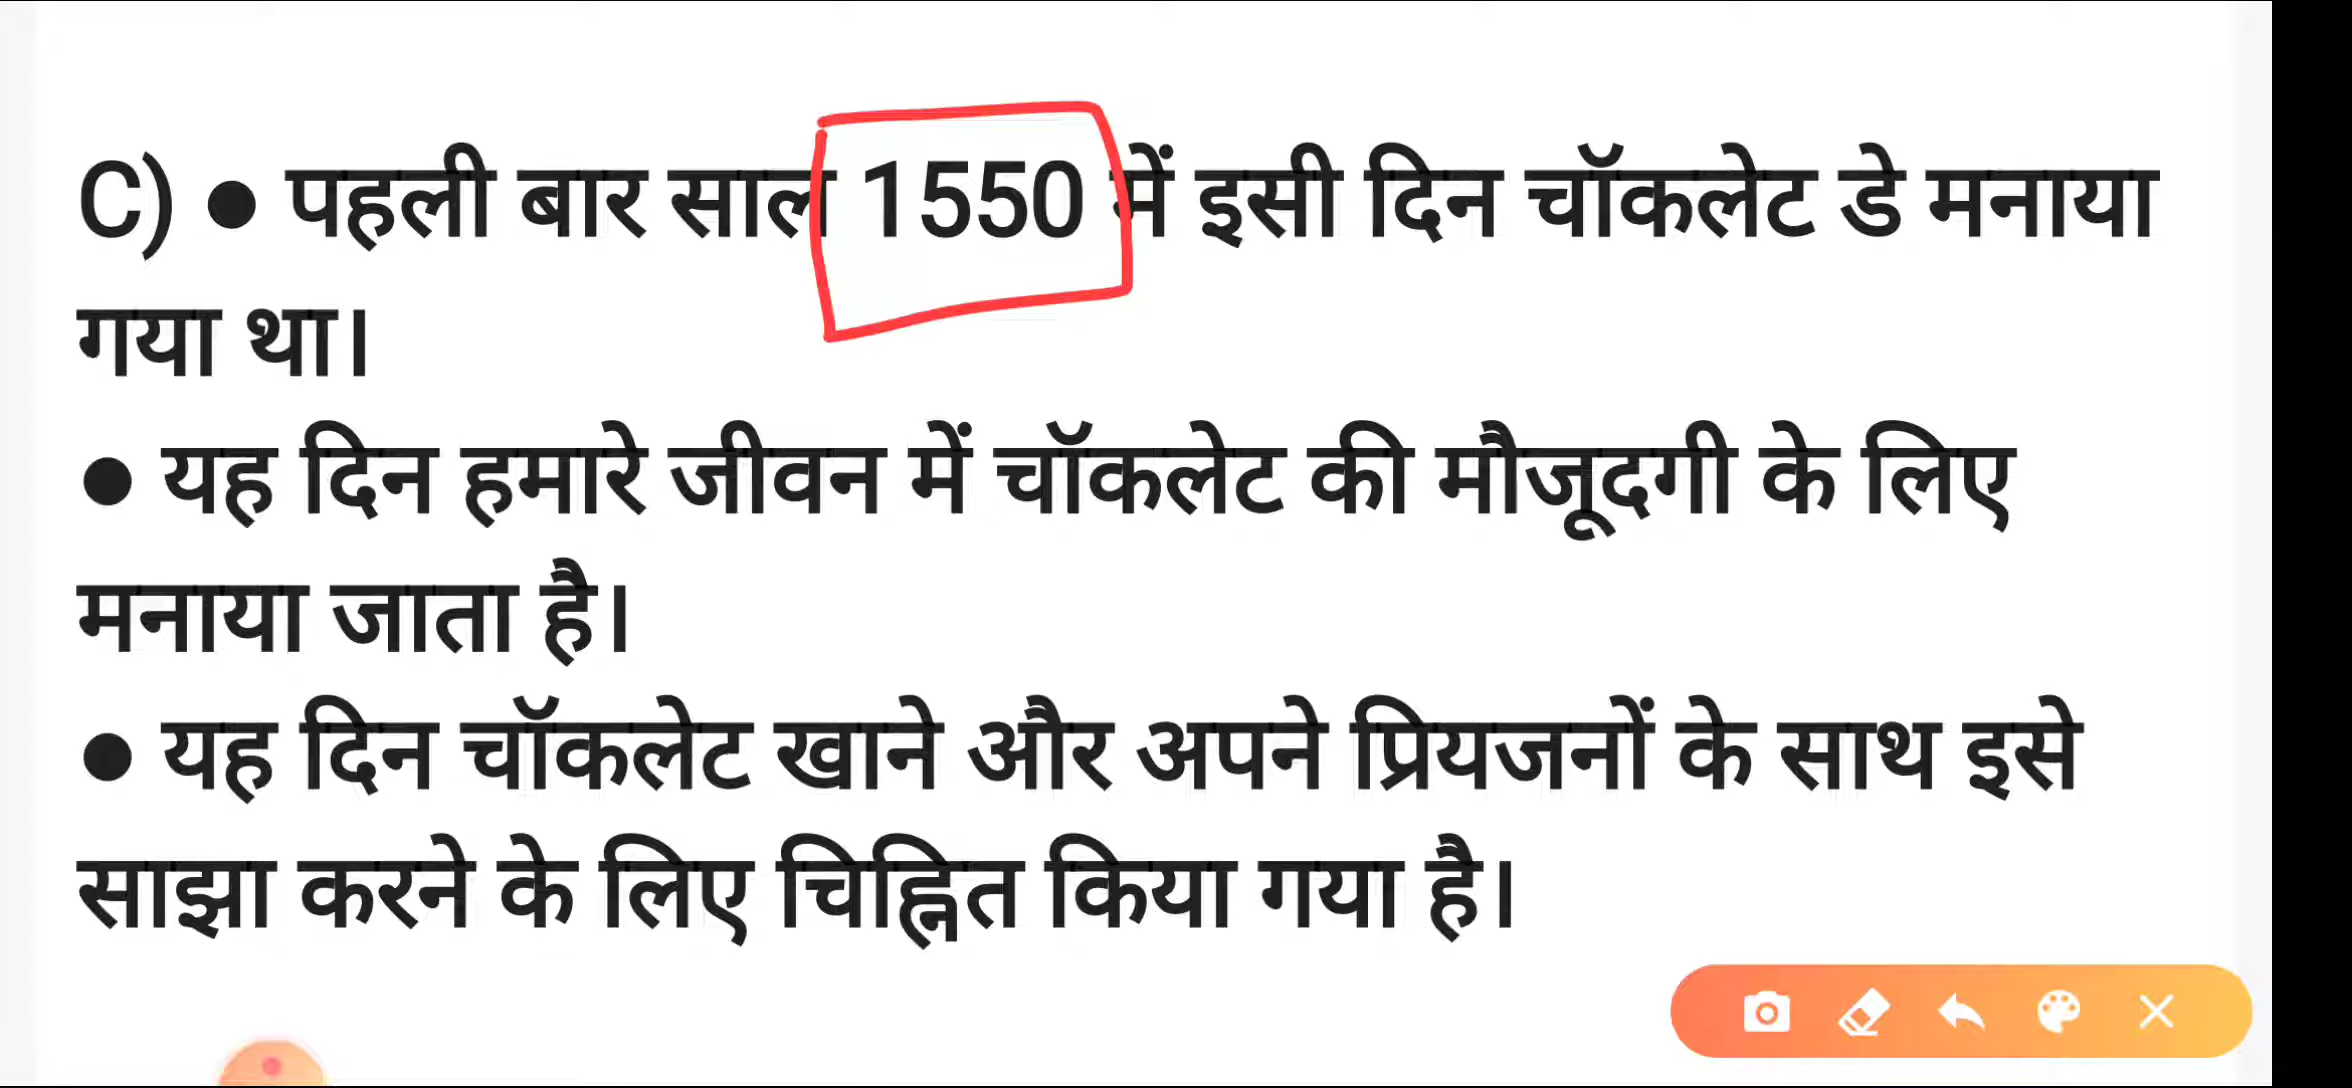 C) ● पहली बार साल 1550 में इसी दिन चॉकलेट डे मनाया
गया था।
● यह दिन हमारे जीवन में चॉकलेट की मौजूदगी के लिए
मनाया जाता है।
● यह दिन चॉकलेट खाने और अपने प्रियजनों के साथ इसे
साझा करने के लिए चिह्नित किया गया है।